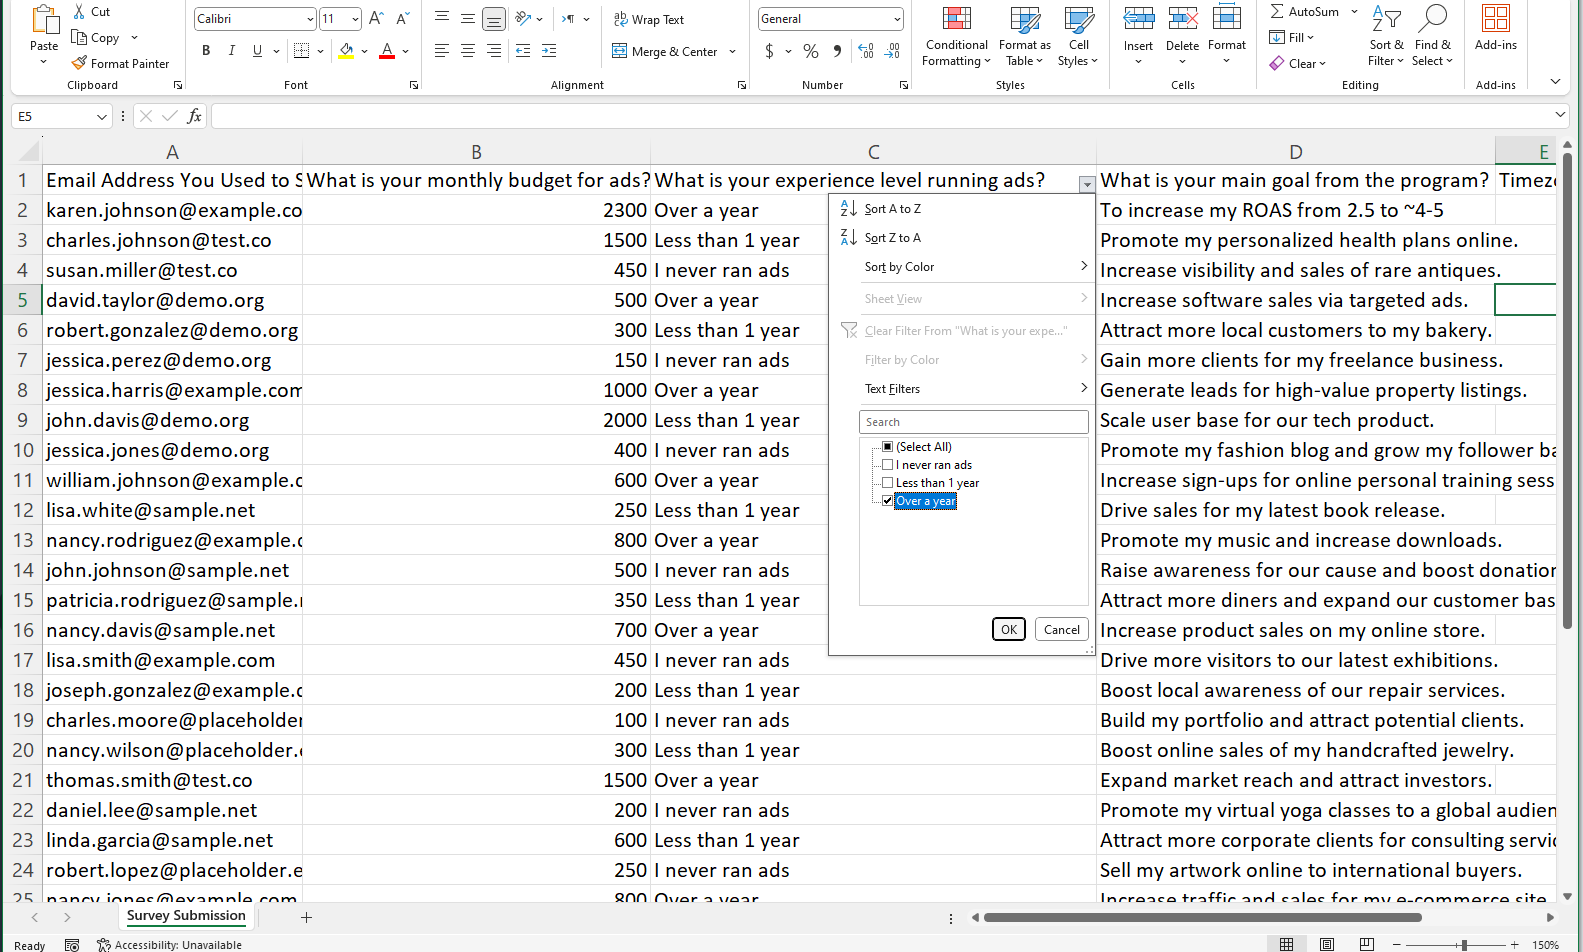 Cut
Copy
Format Painter
Paste
Clipboard
Calibri
11
A
A
B
I
U
A
Font
Wrap Text
Merge & Center
Alignment
General
$
%
Number
Conditional Formatting
Format as Table
Cell Styles
Styles
Insert
Delete
Format
Cells
AutoSum
Fill
Clear
Sort & Filter
Find & Select
Editing
Add-ins
Add-ins
E5
fx
A B C D E
1 Email Address You Used to S What is your monthly budget for ads? What is your experience level running ads? What is your main goal from the program? Timez
2 karen.johnson@example.co 2300 Over a year To increase my ROAS from 2.5 to ~4-5
3 charles.johnson@test.co 1500 Less than 1 year Promote my personalized health plans online.
4 susan.miller@test.co 450 I never ran ads Increase visibility and sales of rare antiques.
5 david.taylor@demo.org 500 Over a year Increase software sales via targeted ads.
6 robert.gonzalez@demo.org 300 Less than 1 year Attract more local customers to my bakery.
7 jessica.perez@demo.org 150 I never ran ads Gain more clients for my freelance business.
8 jessica.harris@example.com 1000 Over a year Generate leads for high-value property listings.
9 john.davis@demo.org 2000 Less than 1 year Scale user base for our tech product.
10 jessica.jones@demo.org 400 I never ran ads Promote my fashion blog and grow my follower ba
11 william.johnson@example.c 600 Over a year Increase sign-ups for online personal training sess
12 lisa.white@sample.net 250 Less than 1 year Drive sales for my latest book release.
13 nancy.rodriguez@example.c 800 Over a year Promote my music and increase downloads.
14 john.johnson@sample.net 500 I never ran ads Raise awareness for our cause and boost donation
15 patricia.rodriguez@sample.n 350 Less than 1 year Attract more diners and expand our customer bas
16 nancy.davis@sample.net 700 Over a year Increase product sales on my online store.
17 lisa.smith@example.com 450 I never ran ads Drive more visitors to our latest exhibitions.
18 joseph.gonzalez@example.c 200 Less than 1 year Boost local awareness of our repair services.
19 charles.moore@placeholder 100 I never ran ads Build my portfolio and attract potential clients.
20 nancy.wilson@placeholder.e 300 Less than 1 year Boost online sales of my handcrafted jewelry.
21 thomas.smith@test.co 1500 Over a year Expand market reach and attract investors.
22 daniel.lee@sample.net 200 I never ran ads Promote my virtual yoga classes to a global audien
23 linda.garcia@sample.net 600 Less than 1 year Attract more corporate clients for consulting servic
24 robert.lopez@placeholder.e 250 I never ran ads Sell my artwork online to international buyers.
25 nancy.jones@example.com 800 Over a year Increase traffic and sales for my e-commerce site.
Sort A to Z
Sort Z to A
Sort by Color
Sheet View
Clear Filter From "What is your expe..."
Filter by Color
Text Filters
Search
(Select All)
I never ran ads
Less than 1 year
Over a year
OK
Cancel
Survey Submission
Ready
Accessibility: Unavailable
150%